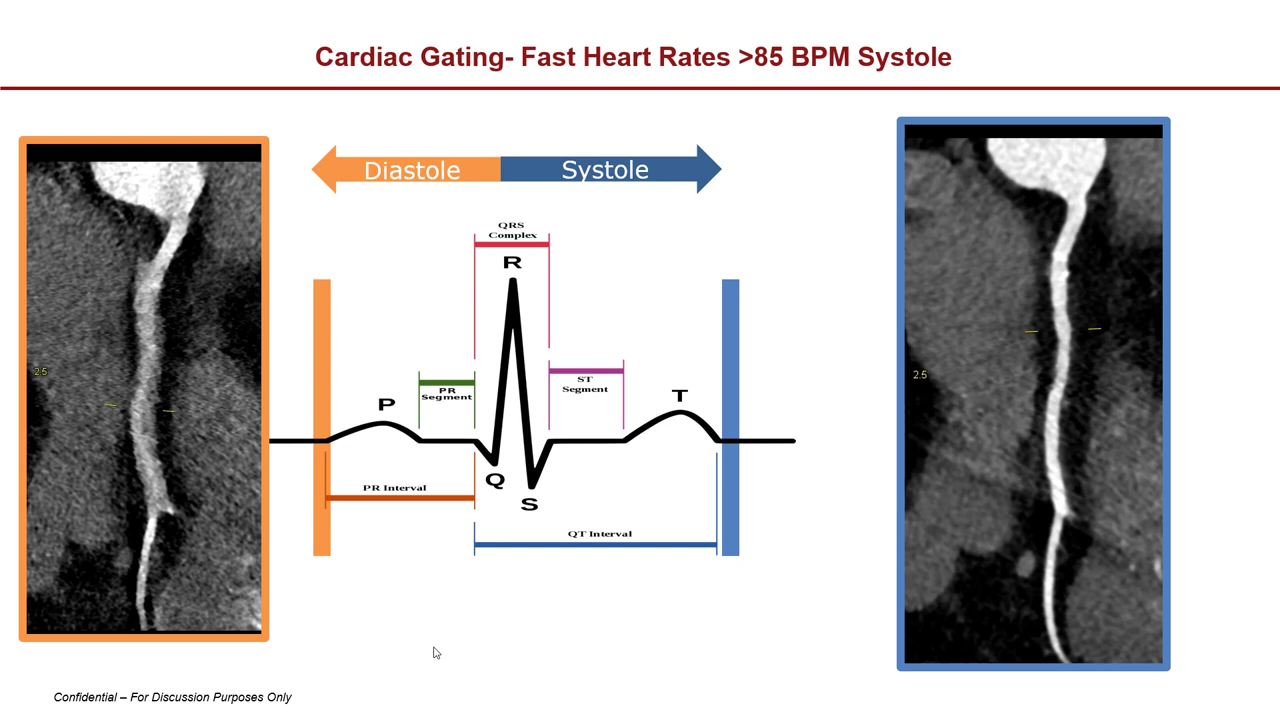 Cardiac Gating- Fast Heart Rates >85 BPM Systole
Diastole
Systole
QRS
Complex
R
PR
Segment
ST
Segment
P
T
Q
S
PR Interval
QT Interval
2.5
2.5
Confidential – For Discussion Purposes Only